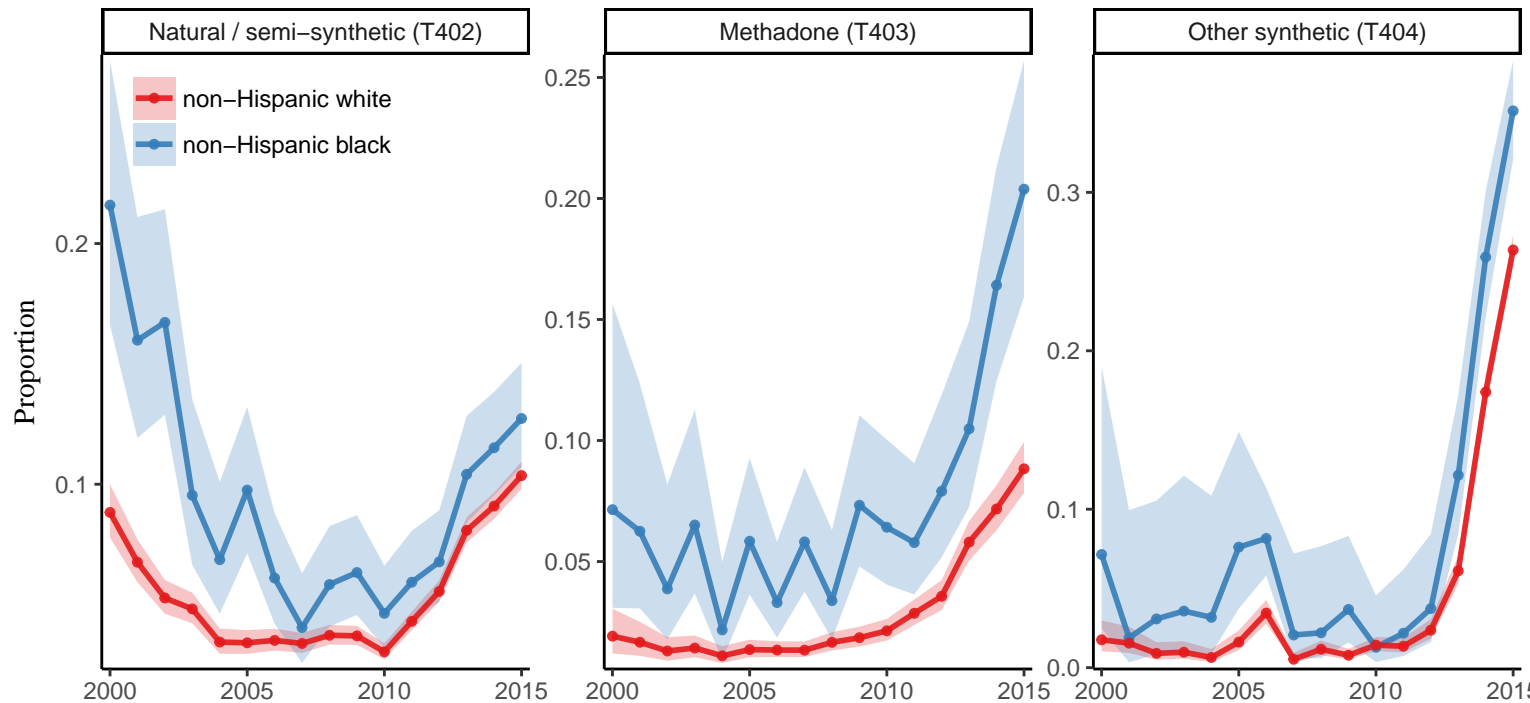 Natural / semi−synthetic (T402)
Methadone (T403)
Other synthetic (T404)
non−Hispanic white
non−Hispanic black
Proportion
0.2
0.1
0.25
0.20
0.15
0.10
0.05
0.3
0.2
0.1
0.0
2000 2005 2010 2015
2000 2005 2010 2015
2000 2005 2010 2015